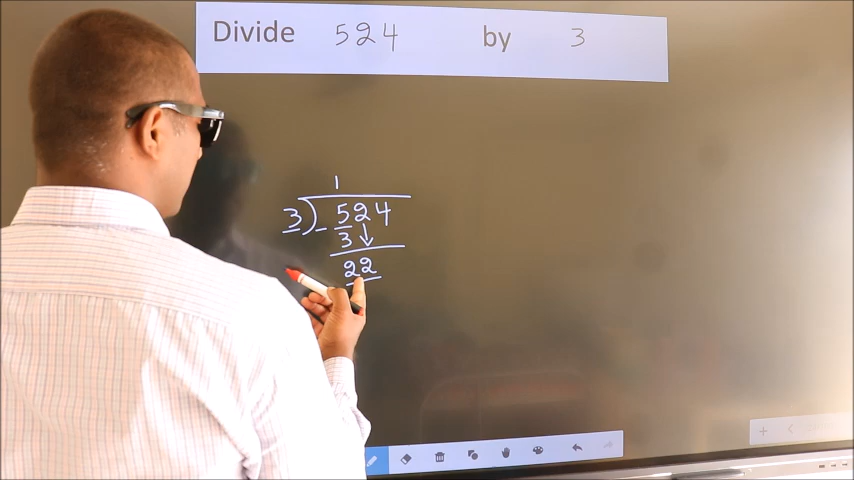 Divide 524 by 3
1
3) 524
- 3 ↓
22